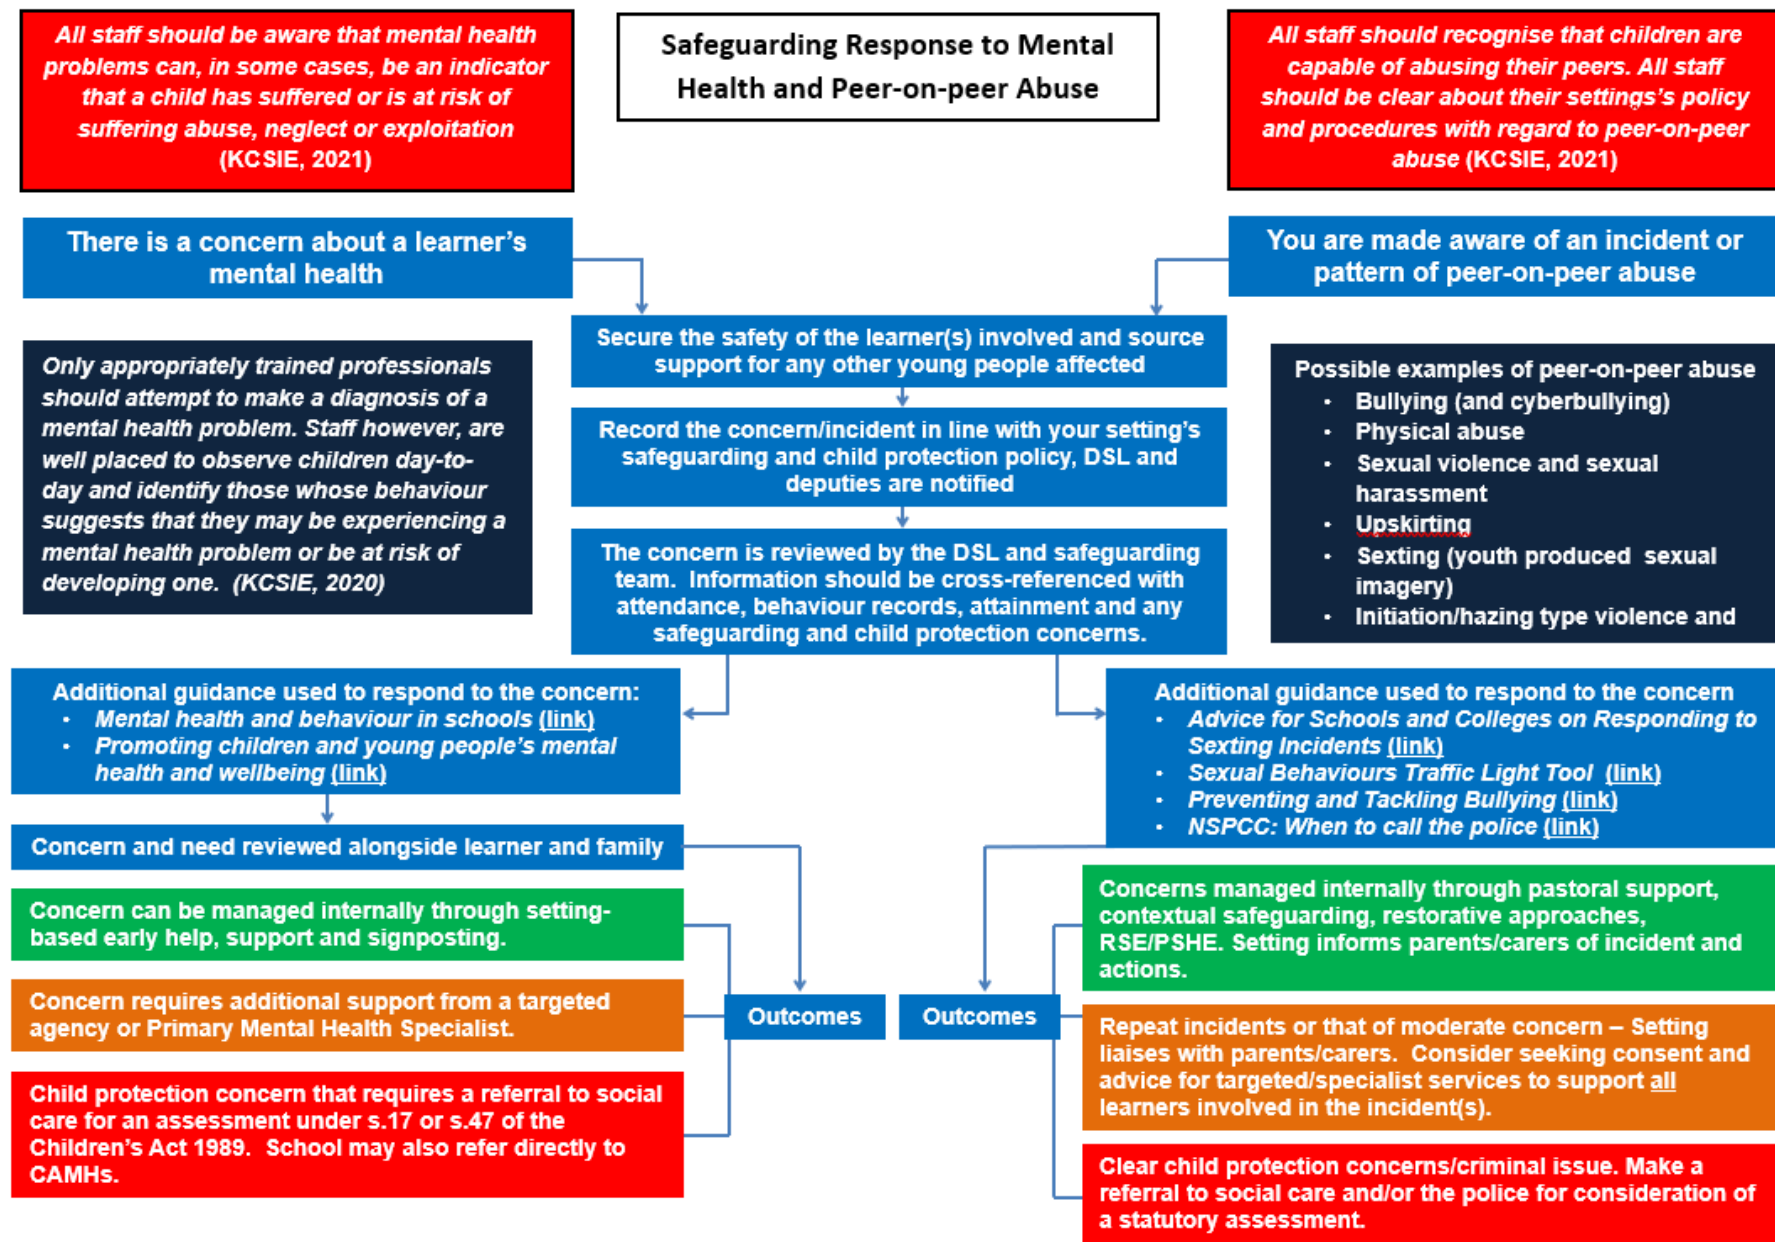 All staff should be aware that mental health
problems can, in some cases, be an indicator
that a child has suffered or is at risk of
suffering abuse, neglect or exploitation
(KCSIE, 2021)
Safeguarding Response to Mental
Health and Peer-on-peer Abuse
All staff should recognise that children are
capable of abusing their peers. All staff
should be clear about their settings's policy
and procedures with regard to peer-on-peer
abuse (KCSIE, 2021)
There is a concern about a learner's
mental health
You are made aware of an incident or
pattern of peer-on-peer abuse
Secure the safety of the learner(s) involved and source
support for any other young people affected
Only appropriately trained professionals
should attempt to make a diagnosis of a
mental health problem. Staff however, are
well placed to observe children day-to-
day and identify those whose behaviour
suggests that they may be experiencing a
mental health problem or be at risk of
developing one. (KCSIE, 2020)
Record the concern/incident in line with your setting's
safeguarding and child protection policy, DSL and
deputies are notified
Possible examples of peer-on-peer abuse
• Bullying (and cyberbullying)
• Physical abuse
• Sexual violence and sexual
harassment
• Upskirting
• Sexting (youth produced sexual
imagery)
• Initiation/hazing type violence and
The concern is reviewed by the DSL and safeguarding
team. Information should be cross-referenced with
attendance, behaviour records, attainment and any
safeguarding and child protection concerns.
Additional guidance used to respond to the concern:
• Mental health and behaviour in schools (link)
• Promoting children and young people's mental
health and wellbeing (link)
Additional guidance used to respond to the concern
• Advice for Schools and Colleges on Responding to
Sexting Incidents (link)
• Sexual Behaviours Traffic Light Tool (link)
• Preventing and Tackling Bullying (link)
• NSPCC: When to call the police (link)
Concern and need reviewed alongside learner and family
Concern can be managed internally through setting-
based early help, support and signposting.
Concern requires additional support from a targeted
agency or Primary Mental Health Specialist.
Child protection concern that requires a referral to social
care for an assessment under s.17 or s.47 of the
Children's Act 1989. School may also refer directly to
CAMHs.
Outcomes
Outcomes
Concerns managed internally through pastoral support,
contextual safeguarding, restorative approaches,
RSE/PSHE. Setting informs parents/carers of incident and
actions.
Repeat incidents or that of moderate concern – Setting
liaises with parents/carers. Consider seeking consent and
advice for targeted/specialist services to support all
learners involved in the incident(s).
Clear child protection concerns/criminal issue. Make a
referral to social care and/or the police for consideration of
a statutory assessment.